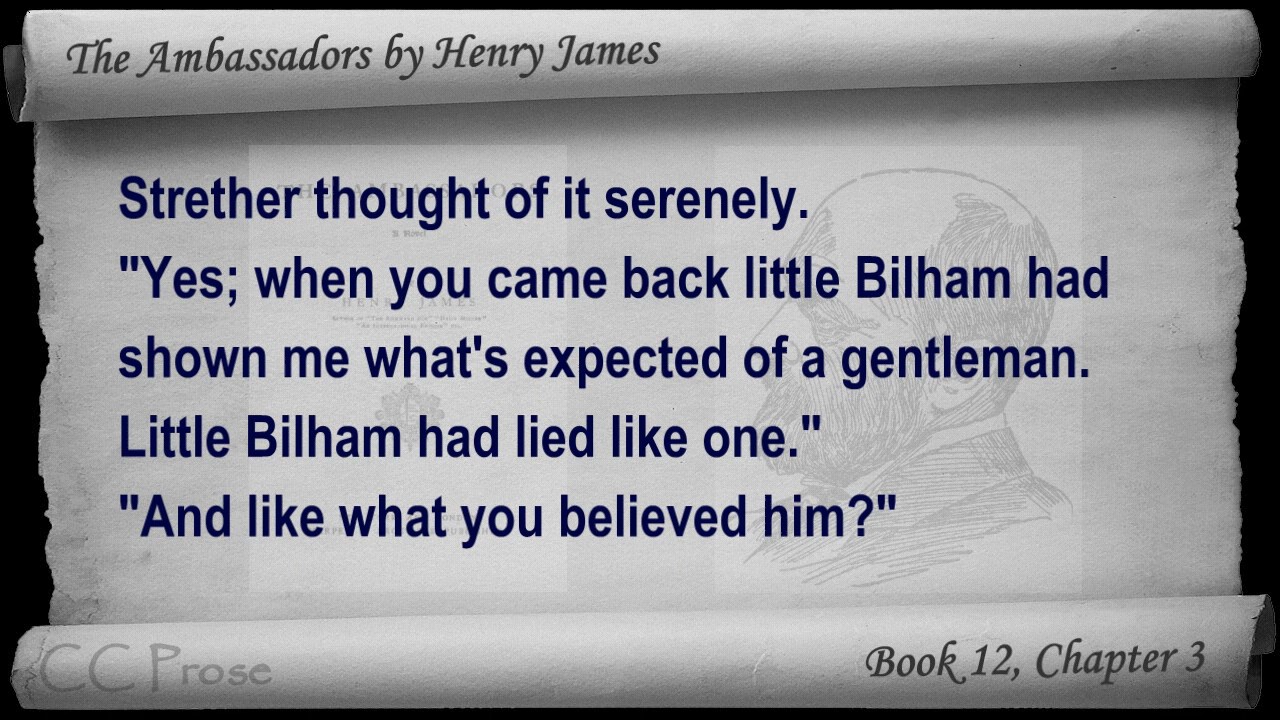 The Ambassadors by Henry James
Strether thought of it serenely.
"Yes; when you came back little Bilham had
shown me what's expected of a gentleman.
Little Bilham had lied like one."
"And like what you believed him?"
CC Prose
Book 12, Chapter 3